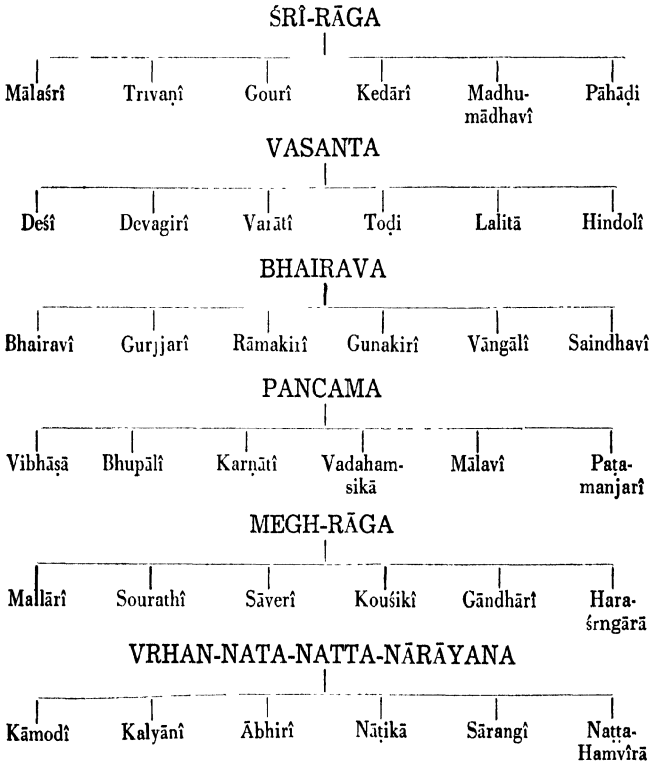 ŚRÎ-RĀGA
Mālaśrî Trivaṇî Gourî Kedārî Madhu- Pāhāḍi
mādhavî
VASANTA
Deśî Devagirî Varātî Toḍi Lalitā Hindolî
BHAIRAVA
Bhairavî Gurjjarî Rāmakirî Gunakirî Vāngālî Saindhavî
PANCAMA
Vibhāṣā Bhupālî Karṇātî Vadaham- Mālavî Paṭa-
sikā manjarî
MEGH-RĀGA
Mallārî Sourathî Sāverî Kouśikî Gāndhārî Hara-
śrngārā
VRHAN-NATA-NATTA-NĀRĀYANA
Kāmodî Kalyānî Ābhirî Nāṭikā Sārangî Naṭṭa-
Hamvîrā